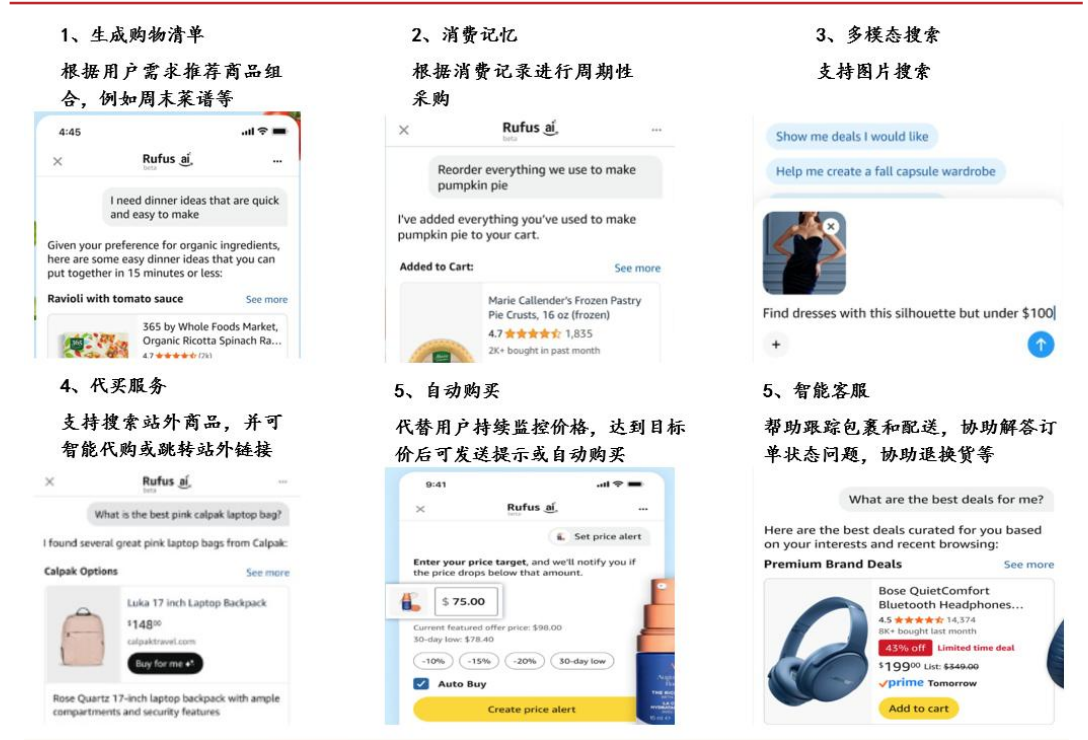 1、生成购物清单
根据用户需求推荐商品组
合，例如周末菜谱等
4:45
Rufus ai
beta
...
I need dinner ideas that are quick
and easy to make
Given your preference for organic ingredients,
here are some easy dinner ideas that you can
put together in 15 minutes or less:
Ravioli with tomato sauce
See more
365 by Whole Foods Market,
Organic Ricotta Spinach Ra...
4.7
(2k)
2、消费记忆
根据消费记录进行周期性
采购
Rufus ai
beta
...
Reorder everything we use to make
pumpkin pie
I've added everything you've used to make
pumpkin pie to your cart.
Added to Cart:
See more
Marie Callender's Frozen Pastry
Pie Crusts, 16 oz (frozen)
4.7 1,835
2K+ bought in past month
3、多模态搜索
支持图片搜索
Show me deals I would like
Help me create a fall capsule wardrobe
Find dresses with this silhouette but under $100
4、代买服务
支持搜索站外商品，并可
智能代购或跳转站外链接
Rufus ai
beta
...
What is the best pink calpak laptop bag?
I found several great pink laptop bags from Calpak:
Calpak Options
See more
Luka 17 inch Laptop Backpack
$14800
calpaktravel.com
Buy for me
Rose Quartz 17-inch laptop backpack with ample
compartments and security features
5、自动购买
代替用户持续监控价格，达到目标
价后可发送提示或自动购买
9:41
Rufus ai
beta
...
Set price alert
Enter your price target, and we'll notify you if
the price drops below that amount.
$ 75.00
Current featured offer price: $98.00
30-day low: $78.40
-10%
-15%
-20%
30-day low
Auto Buy
Create price alert
5、智能客服
帮助跟踪包裹和配送，协助解答订
单状态问题，协助退换货等
What are the best deals for me?
Here are the best deals curated for you based
on your interests and recent browsing:
Premium Brand Deals
See more
Bose QuietComfort
Bluetooth Headphones...
4.5 14,374
8K+ bought last month
43% off Limited time deal
$19900 List: $349.00
prime Tomorrow
Add to cart